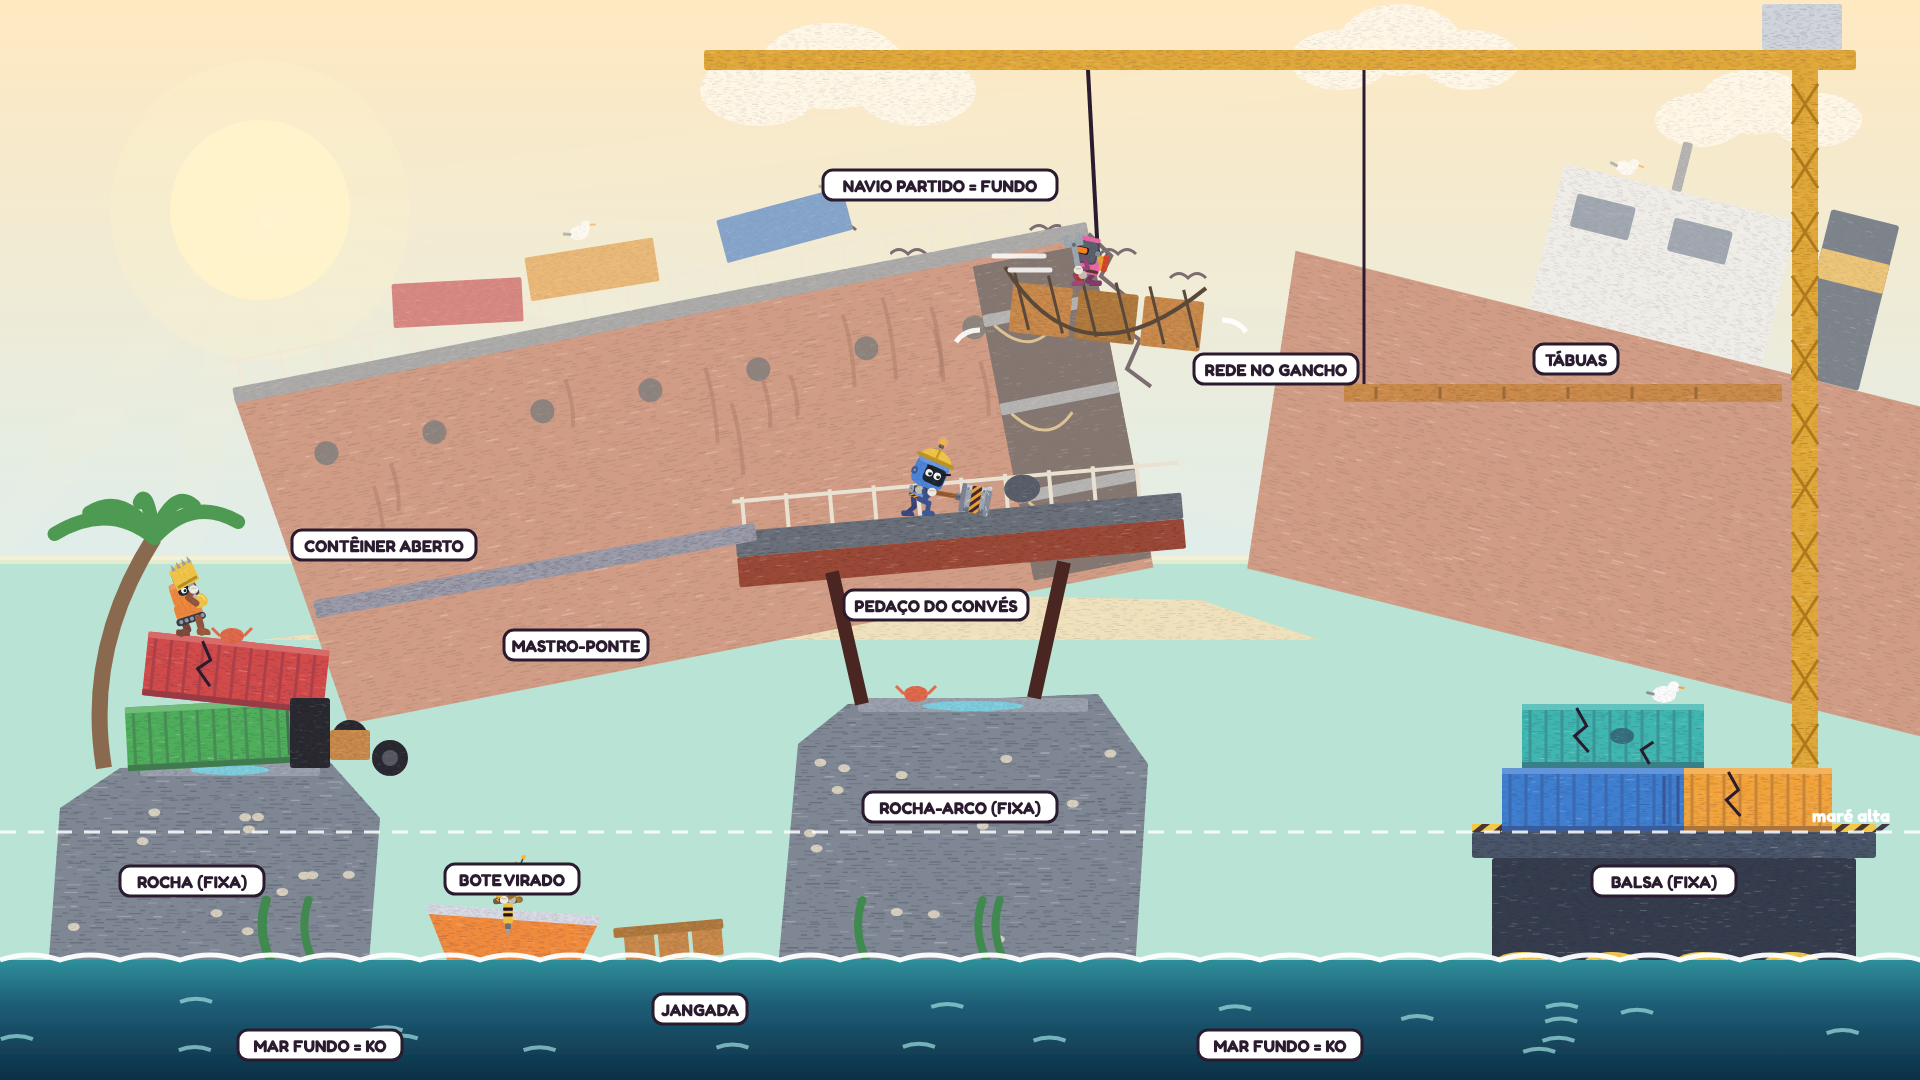 NAVIO PARTIDO = FUNDO
REDE NO GANCHO
TÁBUAS
CONTÊINER ABERTO
PEDAÇO DO CONVÉS
MASTRO-PONTE
ROCHA-ARCO (FIXA)
maré alta
ROCHA (FIXA)
BOTE VIRADO
BALSA (FIXA)
JANGADA
MAR FUNDO = KO
MAR FUNDO = KO